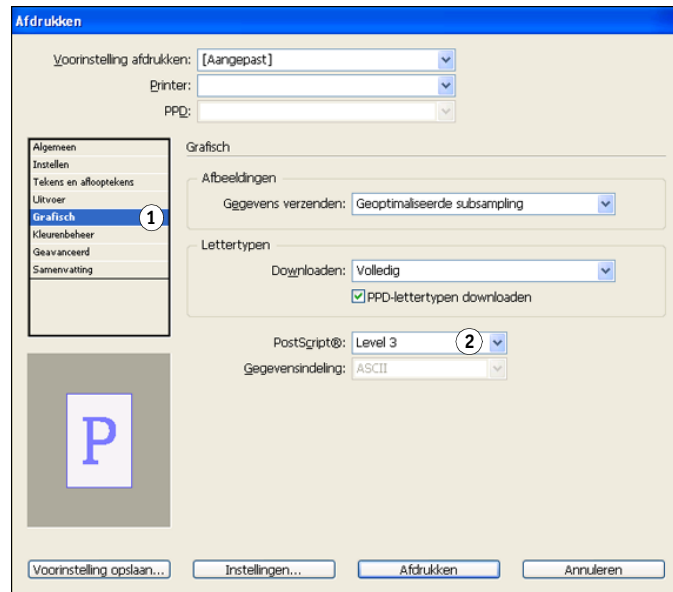 Afdrukken
Voorinstelling afdrukken: [Aangepast]
Printer:
PPD:
Algemeen
Instellen
Tekens en aflooptekens
Uitvoer
Grafisch 1
Kleurenbeheer
Geavanceerd
Samenvatting
Grafisch
Afbeeldingen
Gegevens verzenden: Geoptimaliseerde subsampling
Lettertypen
Downloaden: Volledig
PPD-lettertypen downloaden
PostScript®: Level 3 2
Gegevensindeling: ASCII
P
Voorinstelling opslaan... Instellingen... Afdrukken Annuleren